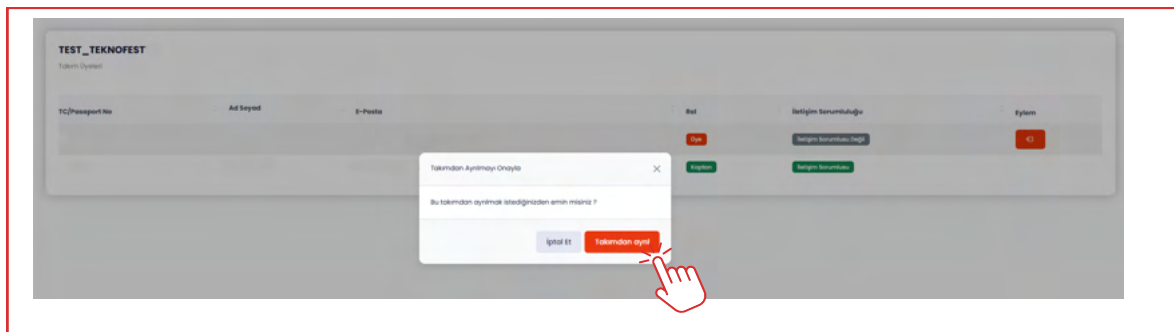 TEST_TEKNOFEST
Takım Üyeleri
TC/Pasaport No Ad Soyad E-Posta Rol İletişim Sorumluluğu Eylem
Üye İletişim Sorumlusu Değil
Kaptan İletişim Sorumlusu
Takımdan Ayrılmayı Onayla
Bu takımdan ayrılmak istediğinizden emin misiniz ?
İptal Et Takımdan ayrıl